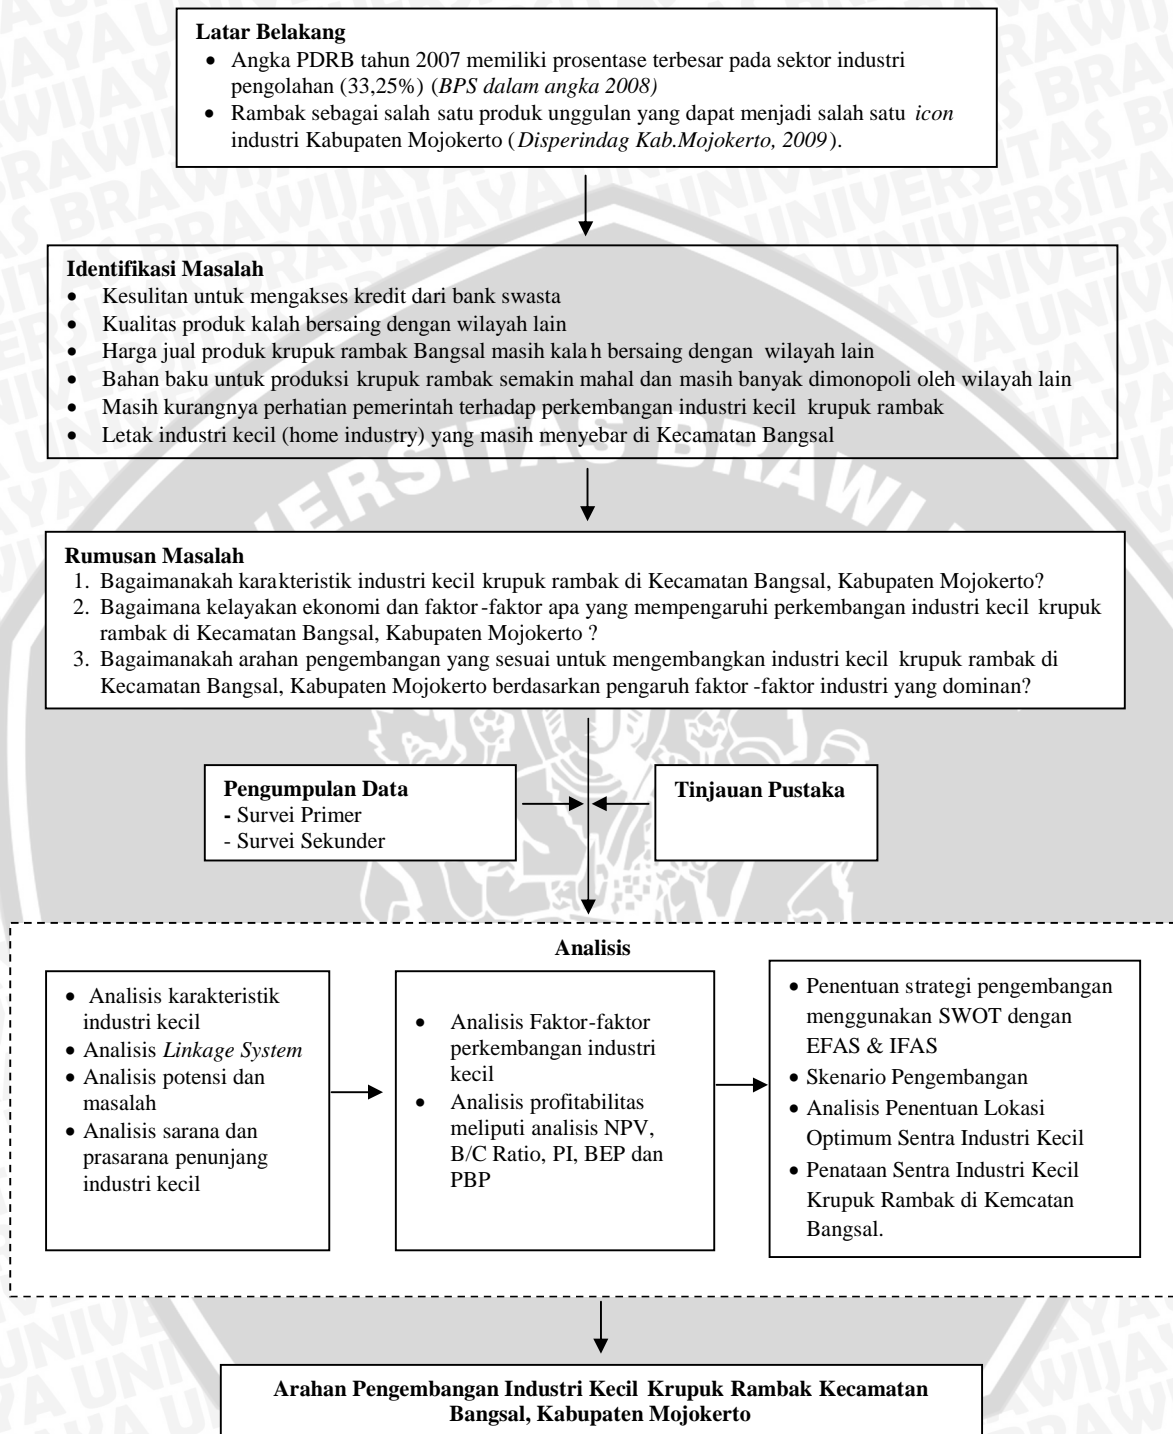 Latar Belakang
• Angka PDRB tahun 2007 memiliki prosentase terbesar pada sektor industri
pengolahan (33,25%) (BPS dalam angka 2008)
• Rambak sebagai salah satu produk unggulan yang dapat menjadi salah satu icon
industri Kabupaten Mojokerto (Disperindag Kab.Mojokerto, 2009).
Identifikasi Masalah
• Kesulitan untuk mengakses kredit dari bank swasta
• Kualitas produk kalah bersaing dengan wilayah lain
• Harga jual produk krupuk rambak Bangsal masih kalah bersaing dengan wilayah lain
• Bahan baku untuk produksi krupuk rambak semakin mahal dan masih banyak dimonopoli oleh wilayah lain
• Masih kurangnya perhatian pemerintah terhadap perkembangan industri kecil krupuk rambak
• Letak industri kecil (home industry) yang masih menyebar di Kecamatan Bangsal
UNIVERSITAS BRAWIJAYA
Rumusan Masalah
1. Bagaimanakah karakteristik industri kecil krupuk rambak di Kecamatan Bangsal, Kabupaten Mojokerto?
2. Bagaimana kelayakan ekonomi dan faktor-faktor apa yang mempengaruhi perkembangan industri kecil krupuk
rambak di Kecamatan Bangsal, Kabupaten Mojokerto ?
3. Bagaimanakah arahan pengembangan yang sesuai untuk mengembangkan industri kecil krupuk rambak di
Kecamatan Bangsal, Kabupaten Mojokerto berdasarkan pengaruh faktor -faktor industri yang dominan?
Pengumpulan Data
- Survei Primer
- Survei Sekunder
Tinjauan Pustaka
Analisis
• Analisis karakteristik
industri kecil
• Analisis Linkage System
• Analisis potensi dan
masalah
• Analisis sarana dan
prasarana penunjang
industri kecil
• Analisis Faktor-faktor
perkembangan industri
kecil
• Analisis profitabilitas
meliputi analisis NPV,
B/C Ratio, PI, BEP dan
PBP
• Penentuan strategi pengembangan
menggunakan SWOT dengan
EFAS & IFAS
• Skenario Pengembangan
• Analisis Penentuan Lokasi
Optimum Sentra Industri Kecil
• Penataan Sentra Industri Kecil
Krupuk Rambak di Kemcatan
Bangsal.
Arahan Pengembangan Industri Kecil Krupuk Rambak Kecamatan
Bangsal, Kabupaten Mojokerto